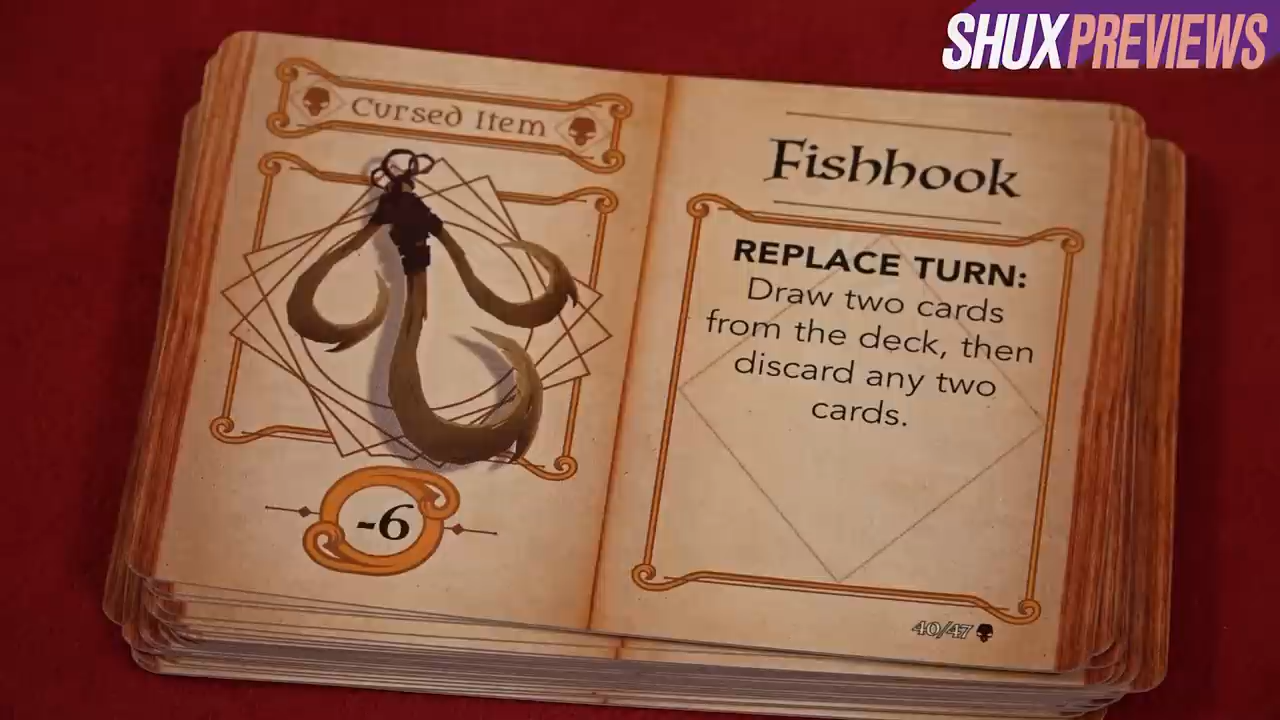 SHUXPREVIEWS
Cursed Item
-6
Fishhook
REPLACE TURN:
Draw two cards
from the deck, then
discard any two
cards.
40/47